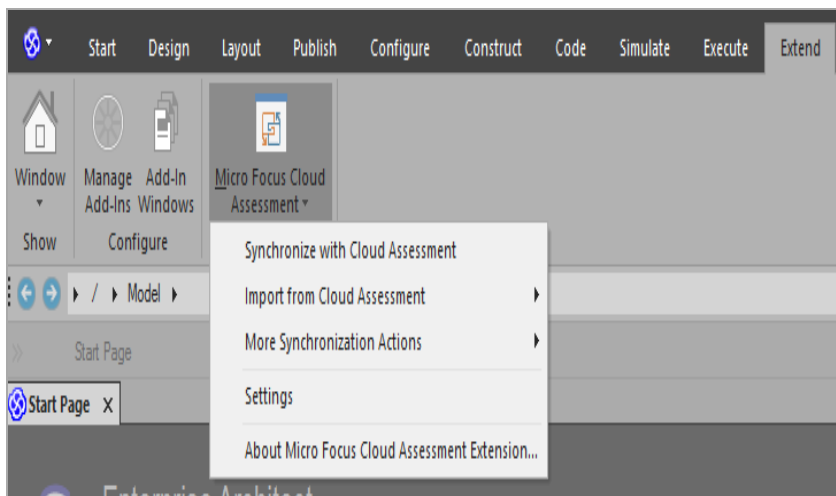 Start Design Layout Publish Configure Construct Code Simulate Execute Extend
Window Manage Add-Ins Add-In Windows Micro Focus Cloud Assessment
Show Configure
Synchronize with Cloud Assessment
/ Model
Import from Cloud Assessment
Start Page
More Synchronization Actions
Start Page X
Settings
About Micro Focus Cloud Assessment Extension...
Enterprise Architect